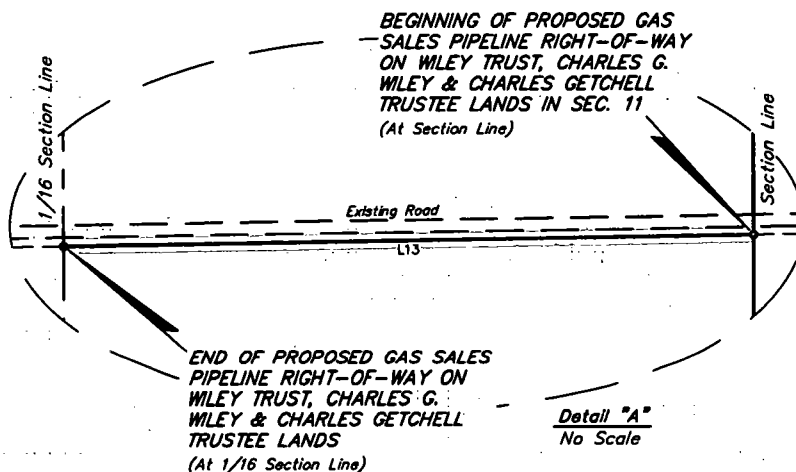 BEGINNING OF PROPOSED GAS
SALES PIPELINE RIGHT-OF-WAY
ON WILEY TRUST, CHARLES G.
WILEY & CHARLES GETCHELL
TRUSTEE LANDS IN SEC. 11
(At Section Line)
1/16 Section Line
Section Line
Existing Road
L13
END OF PROPOSED GAS SALES
PIPELINE RIGHT-OF-WAY ON
WILEY TRUST, CHARLES G.
WILEY & CHARLES GETCHELL
TRUSTEE LANDS
(At 1/16 Section Line)
Detail "A"
No Scale